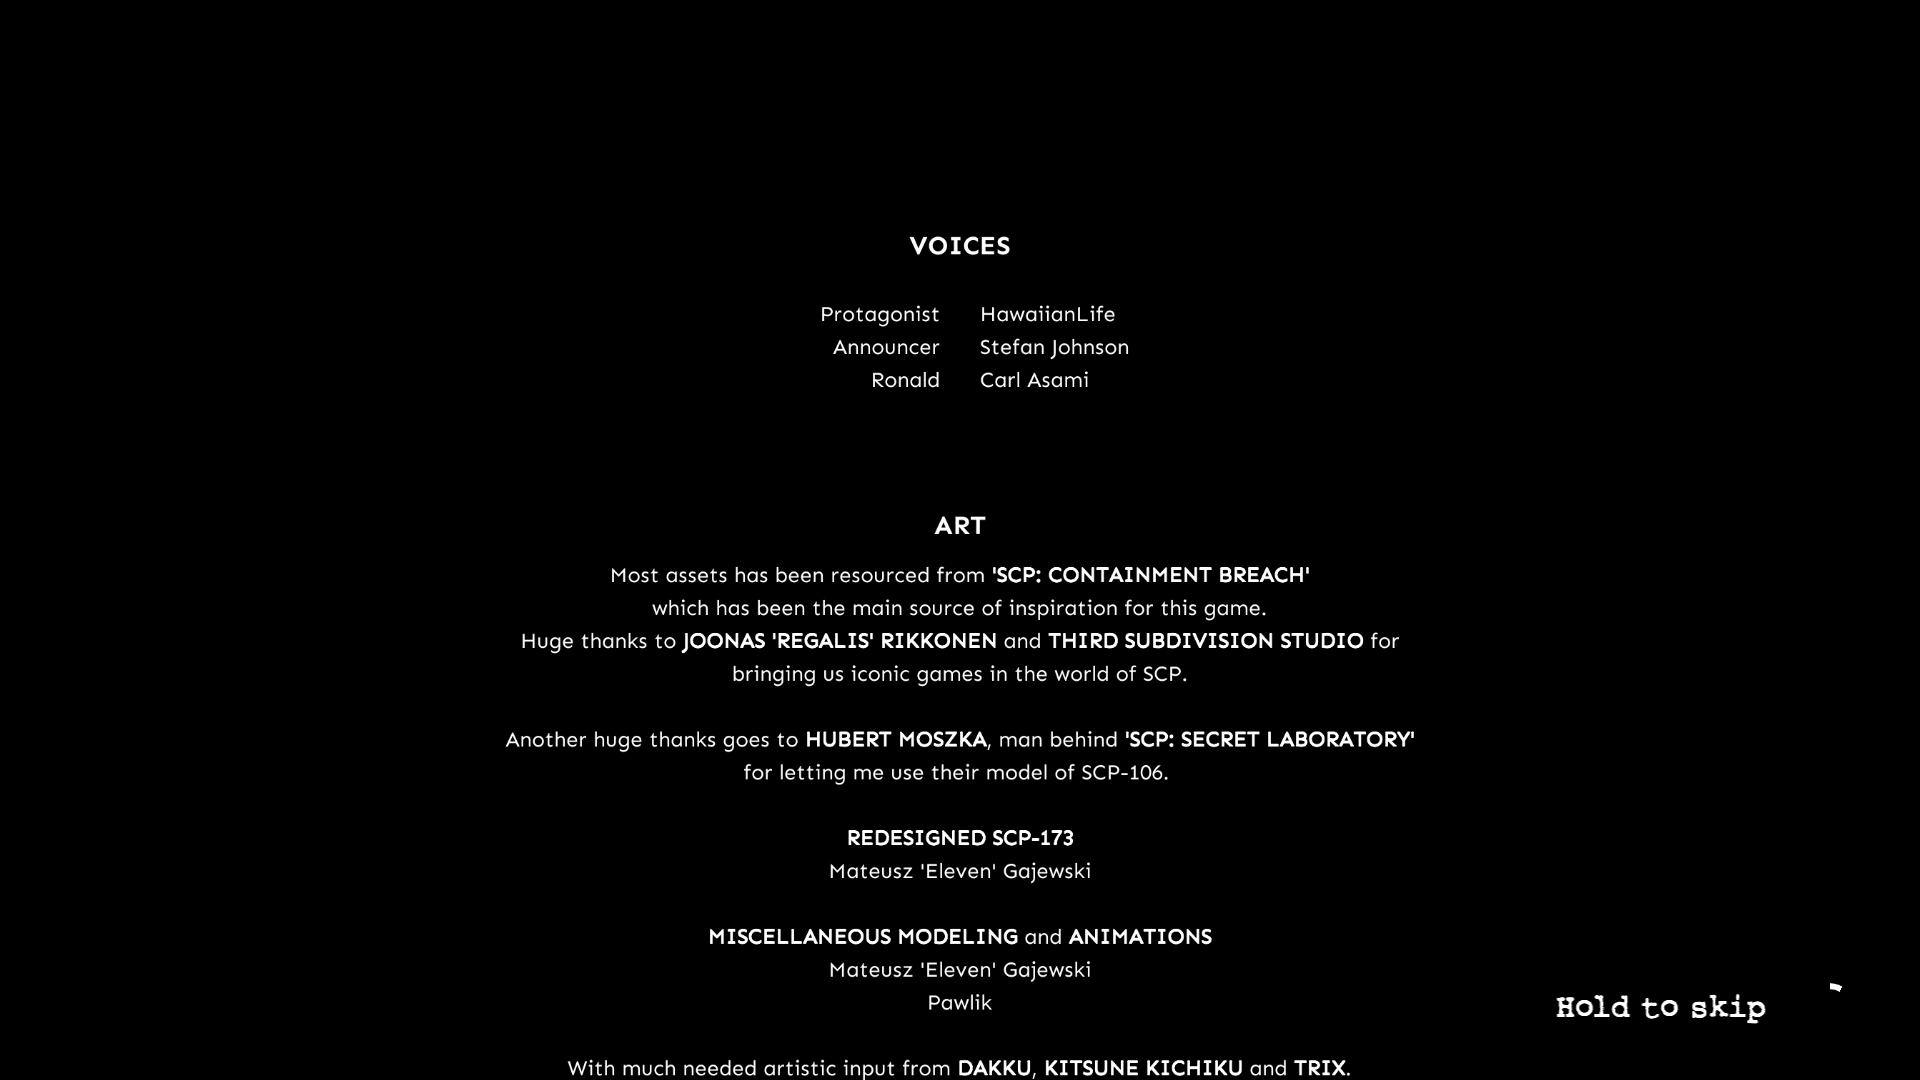 VOICES
Protagonist HawaiianLife
Announcer Stefan Johnson
Ronald Carl Asami
ART
Most assets has been resourced from 'SCP: CONTAINMENT BREACH'
which has been the main source of inspiration for this game.
Huge thanks to JOONAS 'REGALIS' RIKKONEN and THIRD SUBDIVISION STUDIO for
bringing us iconic games in the world of SCP.
Another huge thanks goes to HUBERT MOSZKA, man behind 'SCP: SECRET LABORATORY'
for letting me use their model of SCP-106.
REDESIGNED SCP-173
Mateusz 'Eleven' Gajewski
MISCELLANEOUS MODELING and ANIMATIONS
Mateusz 'Eleven' Gajewski
Pawlik
Hold to skip
With much needed artistic input from DAKKU, KITSUNE KICHIKU and TRIX.